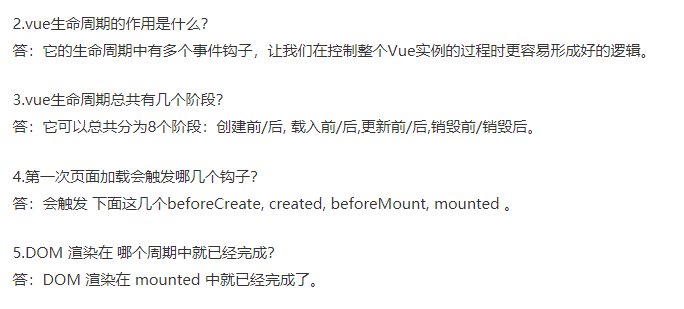 2.vue生命周期的作用是什么?
答：它的生命周期中有多个事件钩子，让我们在控制整个Vue实例的过程时更容易形成好的逻辑。
3.vue生命周期总共有几个阶段?
答：它可以总共分为8个阶段：创建前/后, 载入前/后,更新前/后,销毁前/销毁后。
4.第一次页面加载会触发哪几个钩子?
答：会触发 下面这几个beforeCreate, created, beforeMount, mounted 。
5.DOM 渲染在 哪个周期中就已经完成?
答：DOM 渲染在 mounted 中就已经完成了。